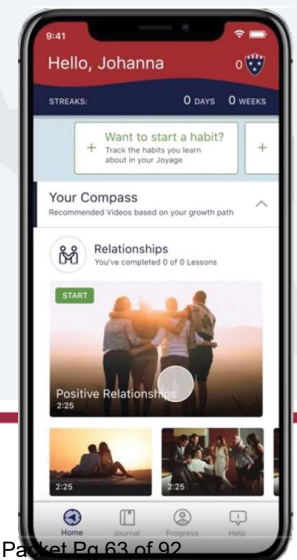 9:41
Hello, Johanna
0
STREAKS:
0 DAYS 0 WEEKS
+ Want to start a habit?
Track the habits you learn
about in your Joyage
+
Your Compass
Recommended Videos based on your growth path
Relationships
You've completed 0 of 0 Lessons
START
Positive Relationships
2:25
2:25
2:25
Home
Journal
Progress
Help
Packet Pg 63 of 92